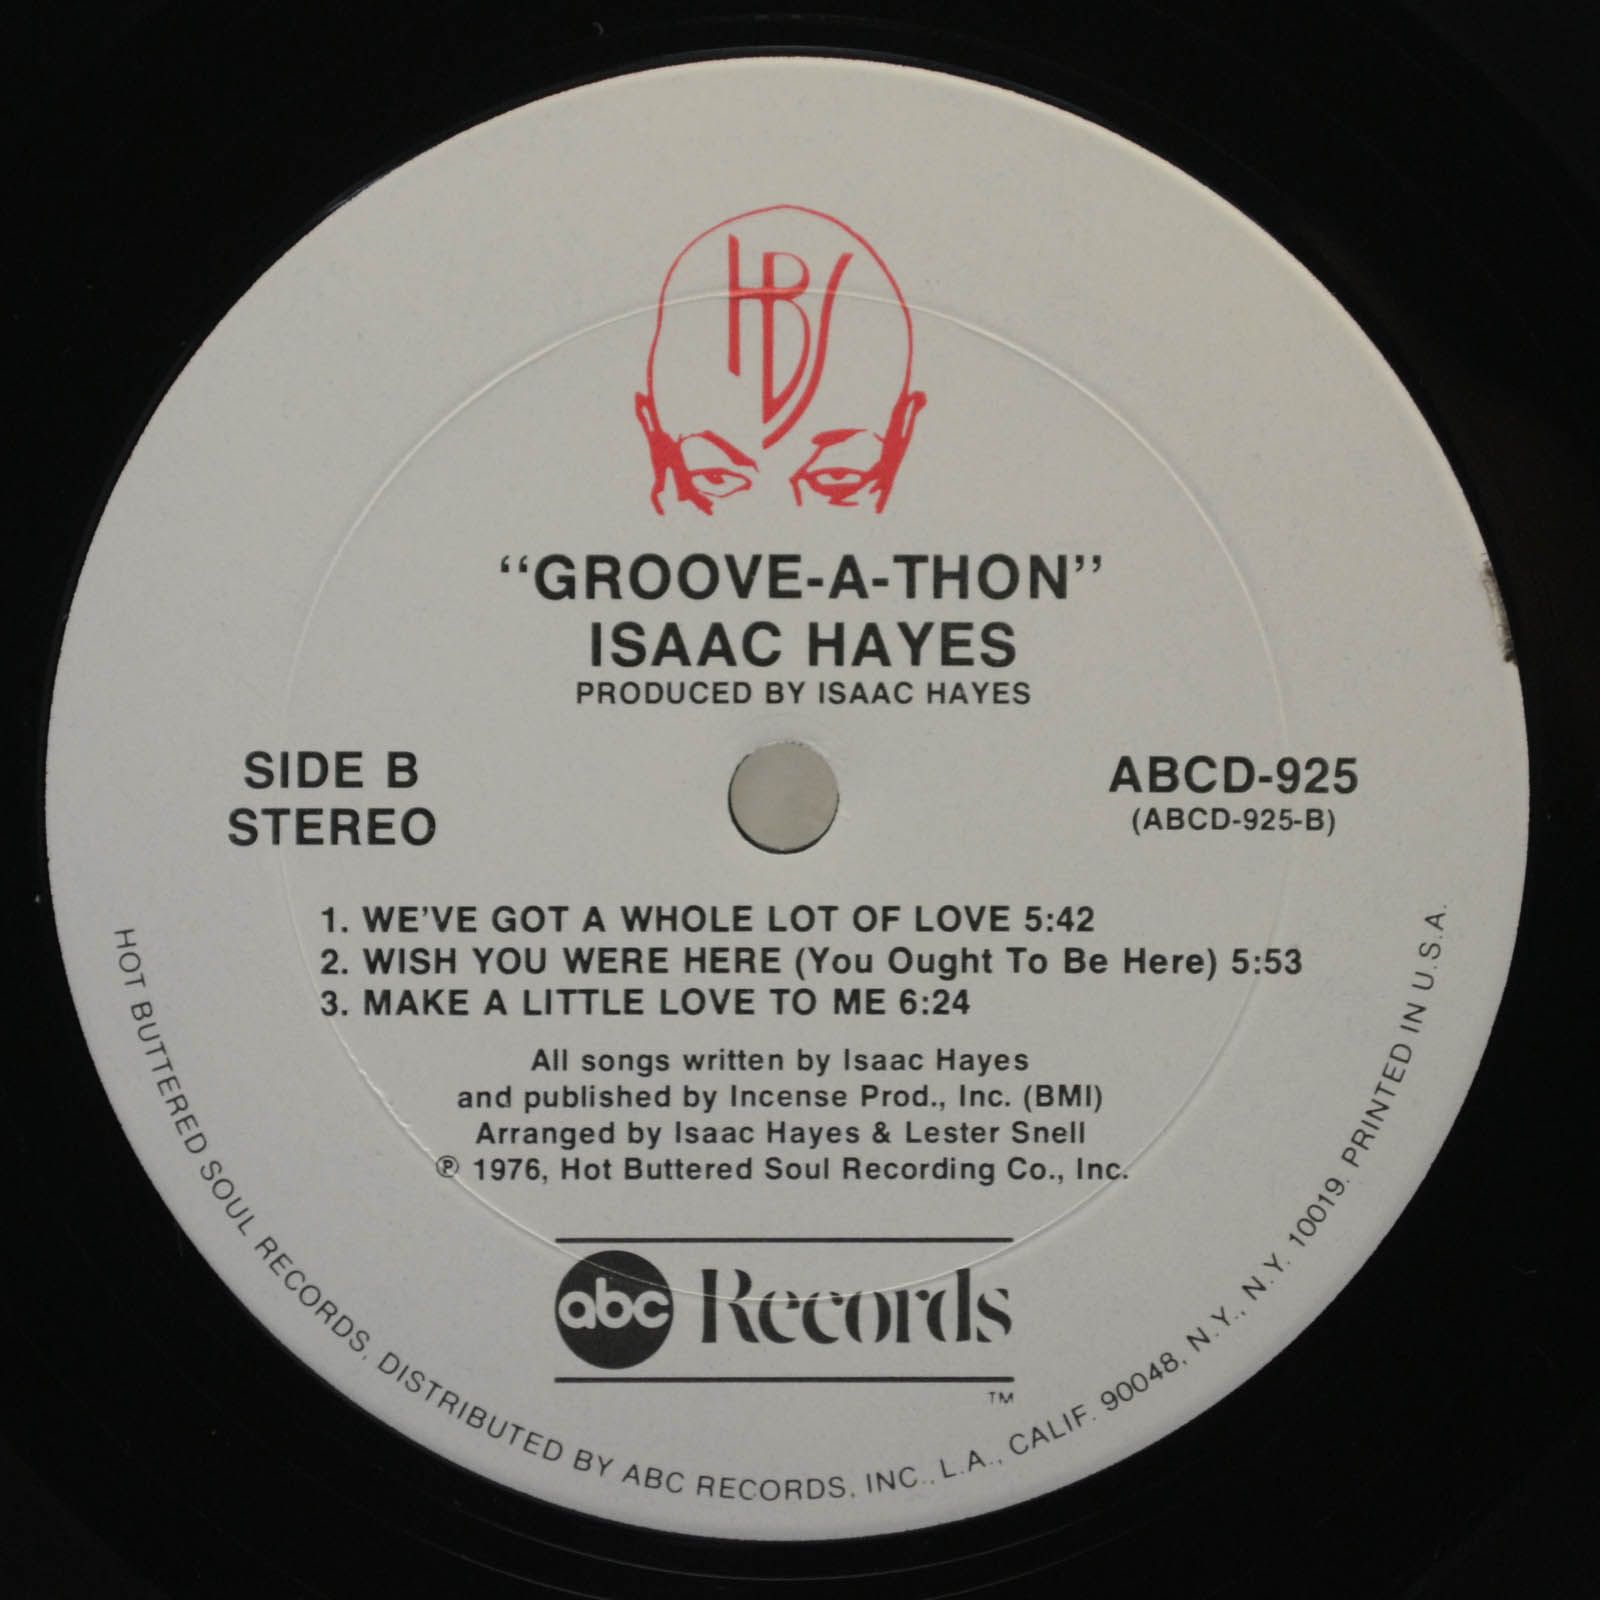 HBS
“GROOVE-A-THON”
ISAAC HAYES
PRODUCED BY ISAAC HAYES
SIDE B
STEREO
ABCD-925
(ABCD-925-B)
1. WE'VE GOT A WHOLE LOT OF LOVE 5:42
2. WISH YOU WERE HERE (You Ought To Be Here) 5:53
3. MAKE A LITTLE LOVE TO ME 6:24
All songs written by Isaac Hayes
and published by Incense Prod., Inc. (BMI)
Arranged by Isaac Hayes & Lester Snell
℗ 1976, Hot Buttered Soul Recording Co., Inc.
abc Records
TM
HOT BUTTERED SOUL RECORDS, DISTRIBUTED BY ABC RECORDS, INC., L.A., CALIF. 90048, N.Y., N.Y. 10019. PRINTED IN U.S.A.